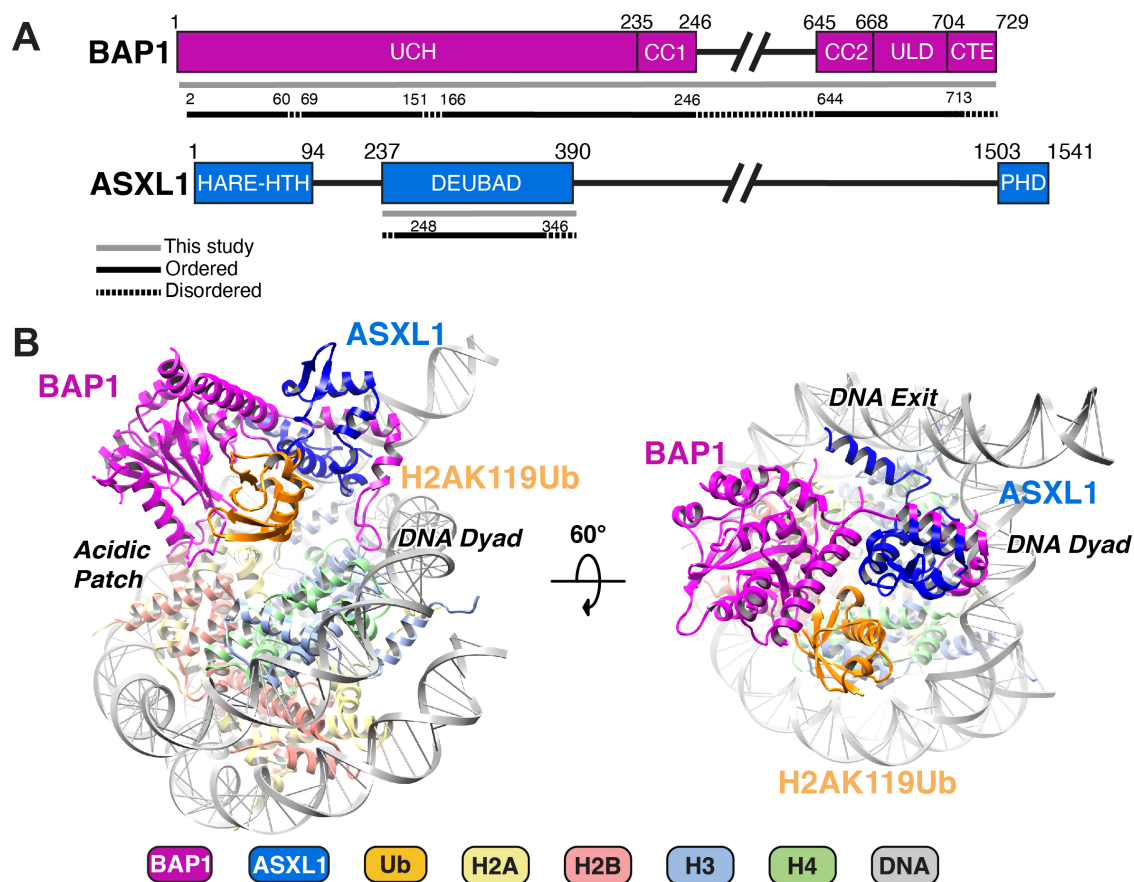 A
1 235 246 645 668 704 729
BAP1 UCH CC1 CC2 ULD CTE
2 60 69 151 166 246 644 713
1 94 237 390 1503 1541
ASXL1 HARE-HTH DEUBAD PHD
248 346
This study
Ordered
Disordered
B
ASXL1
BAP1
H2AK119Ub
DNA Dyad
Acidic
Patch
60°
DNA Exit
BAP1
ASXL1
DNA Dyad
H2AK119Ub
BAP1 ASXL1 Ub H2A H2B H3 H4 DNA